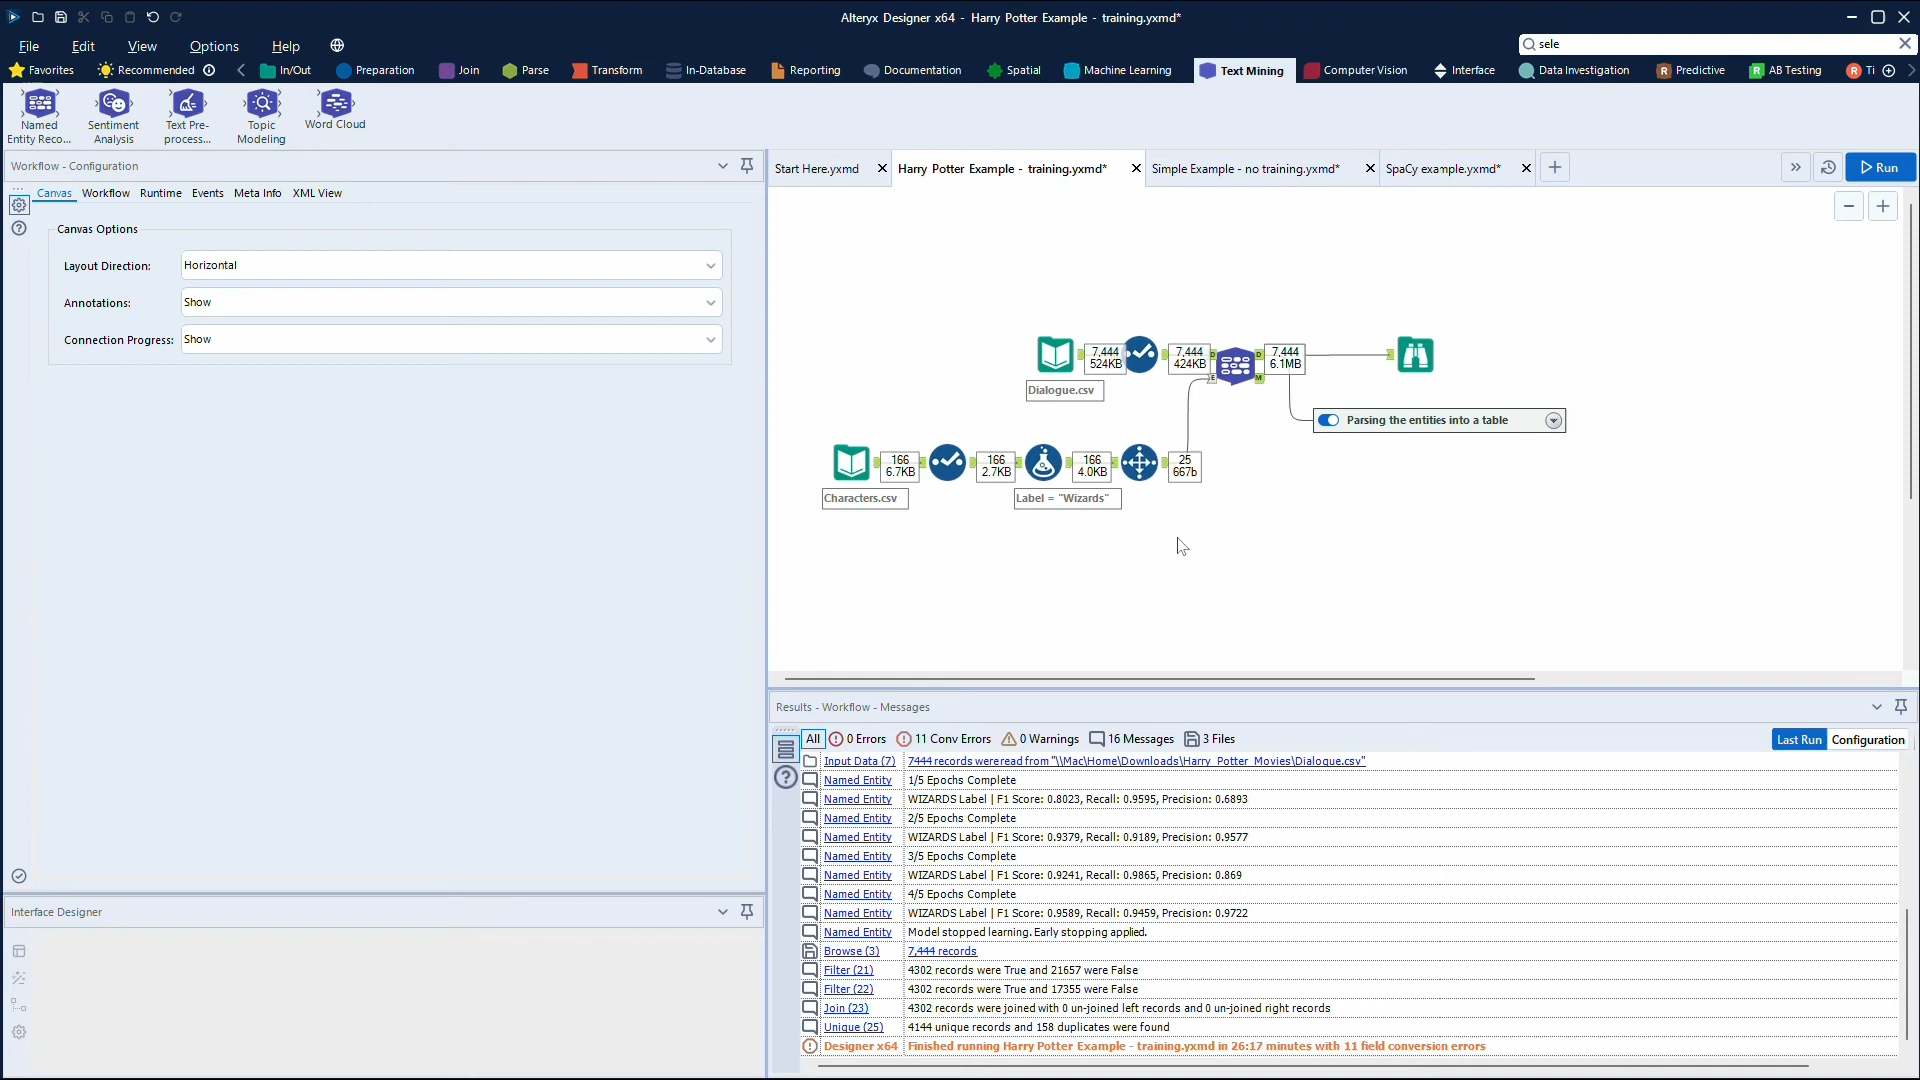 Alteryx Designer x64 - Harry Potter Example - training.yxmd*
File Edit View Options Help
sele
Favorites Recommended In/Out Preparation Join Parse Transform In-Database Reporting Documentation Spatial Machine Learning Text Mining Computer Vision Interface Data Investigation Predictive AB Testing Ti
Named Entity Reco...
Sentiment Analysis
Text Pre-process...
Topic Modeling
Word Cloud
Workflow - Configuration
Canvas Workflow Runtime Events Meta Info XML View
Canvas Options
Layout Direction: Horizontal
Annotations: Show
Connection Progress: Show
Interface Designer
Start Here.yxmd Harry Potter Example - training.yxmd* Simple Example - no training.yxmd* SpaCy example.yxmd*
Run
7,444
524KB
7,444
424KB
D
E
D
M
7,444
6.1MB
Dialogue.csv
Parsing the entities into a table
166
6.7KB
166
2.7KB
166
4.0KB
25
667b
Characters.csv
Label = "Wizards"
Results - Workflow - Messages
All 0 Errors 11 Conv Errors 0 Warnings 16 Messages 3 Files Last Run Configuration
Input Data (7) 7444 records were read from "\\Mac\Home\Downloads\Harry_Potter_Movies\Dialogue.csv"
Named Entity 1/5 Epochs Complete
Named Entity WIZARDS Label | F1 Score: 0.8023, Recall: 0.9595, Precision: 0.6893
Named Entity 2/5 Epochs Complete
Named Entity WIZARDS Label | F1 Score: 0.9379, Recall: 0.9189, Precision: 0.9577
Named Entity 3/5 Epochs Complete
Named Entity WIZARDS Label | F1 Score: 0.9241, Recall: 0.9865, Precision: 0.869
Named Entity 4/5 Epochs Complete
Named Entity WIZARDS Label | F1 Score: 0.9589, Recall: 0.9459, Precision: 0.9722
Named Entity Model stopped learning. Early stopping applied.
Browse (3) 7,444 records
Filter (21) 4302 records were True and 21657 were False
Filter (22) 4302 records were True and 17355 were False
Join (23) 4302 records were joined with 0 un-joined left records and 0 un-joined right records
Unique (25) 4144 unique records and 158 duplicates were found
Designer x64 Finished running Harry Potter Example - training.yxmd in 26:17 minutes with 11 field conversion errors